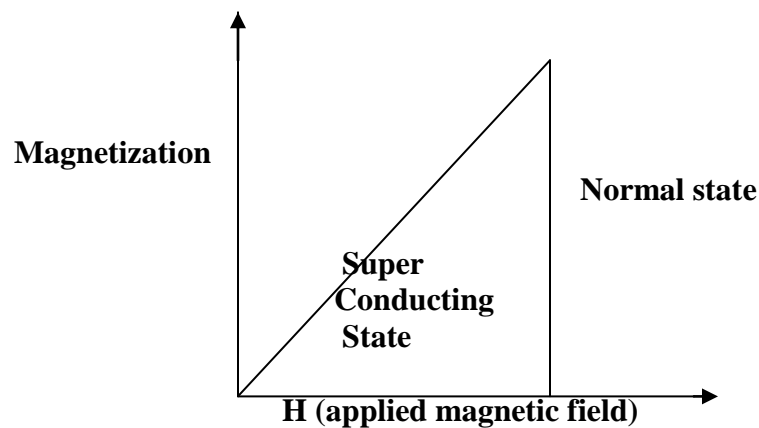 Magnetization
Normal state
Super
Conducting
State
H (applied magnetic field)